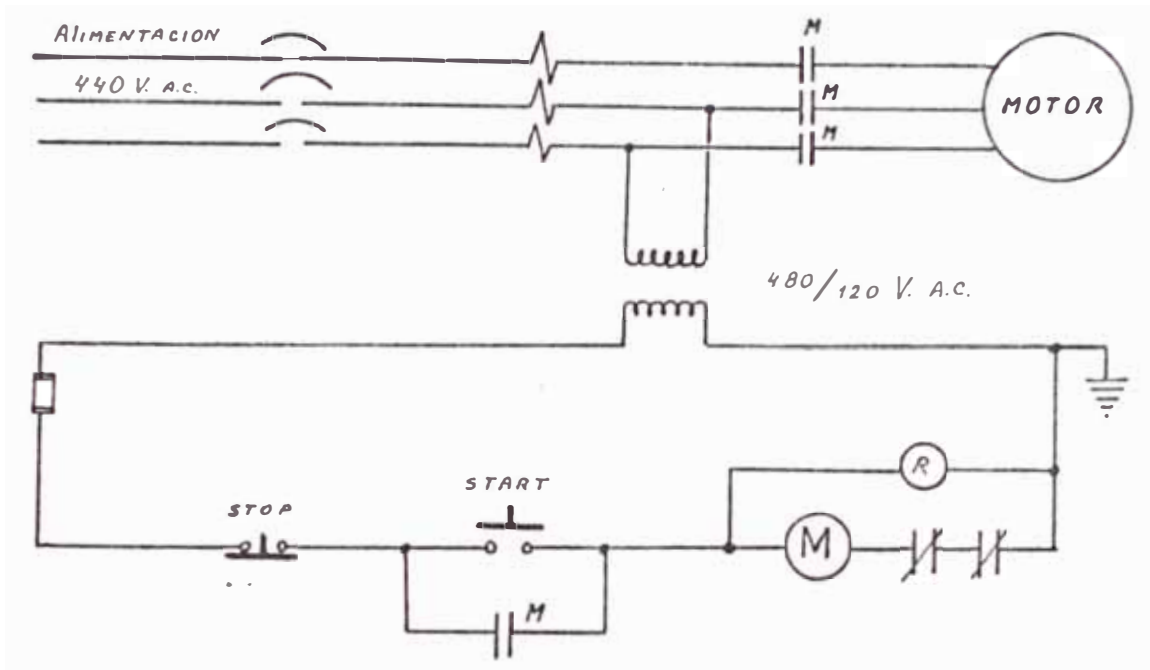 ALIMENTACION
440 V. A.C.
M
M
M
MOTOR
480/120 V. A.C.
R
START
STOP
M
M